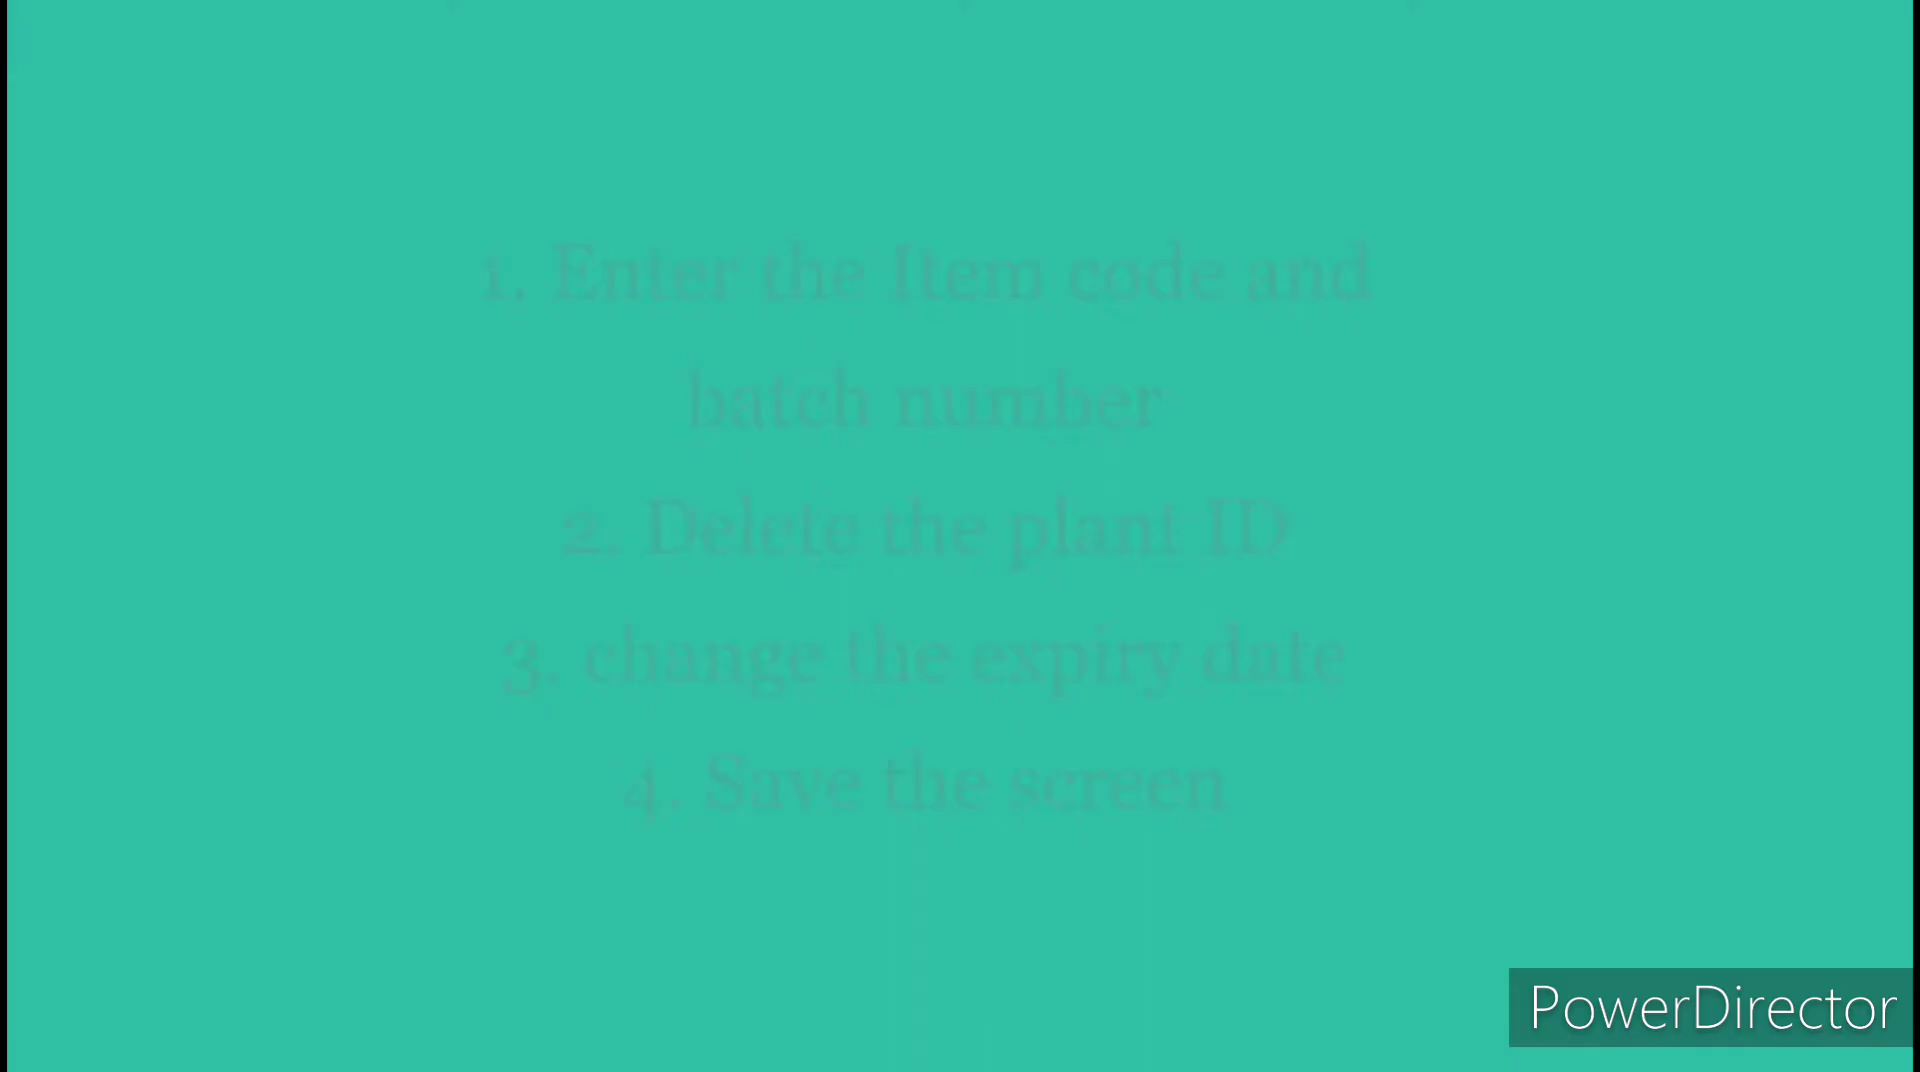 1. Enter the Item code and
batch number
2. Delete the plant ID
3. change the expiry date
4. Save the screen
PowerDirector